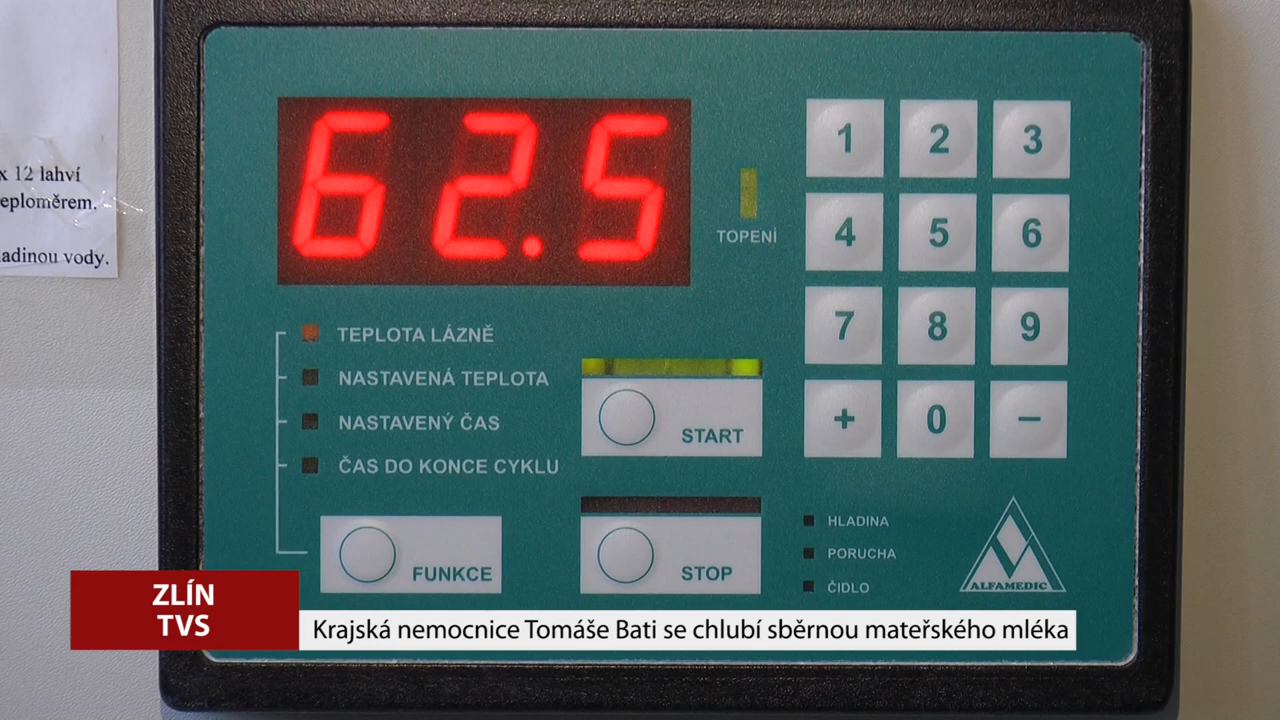 x 12 lahví
eploměrem.
adinou vody.
62.5
TOPENÍ
1 2 3
4 5 6
7 8 9
+ 0 −
TEPLOTA LÁZNĚ
NASTAVENÁ TEPLOTA
NASTAVENÝ ČAS
ČAS DO KONCE CYKLU
FUNKCE
START
STOP
HLADINA
PORUCHA
ČIDLO
ALFAMEDIC
ZLÍN
TVS
Krajská nemocnice Tomáše Bati se chlubí sběrnou mateřského mléka